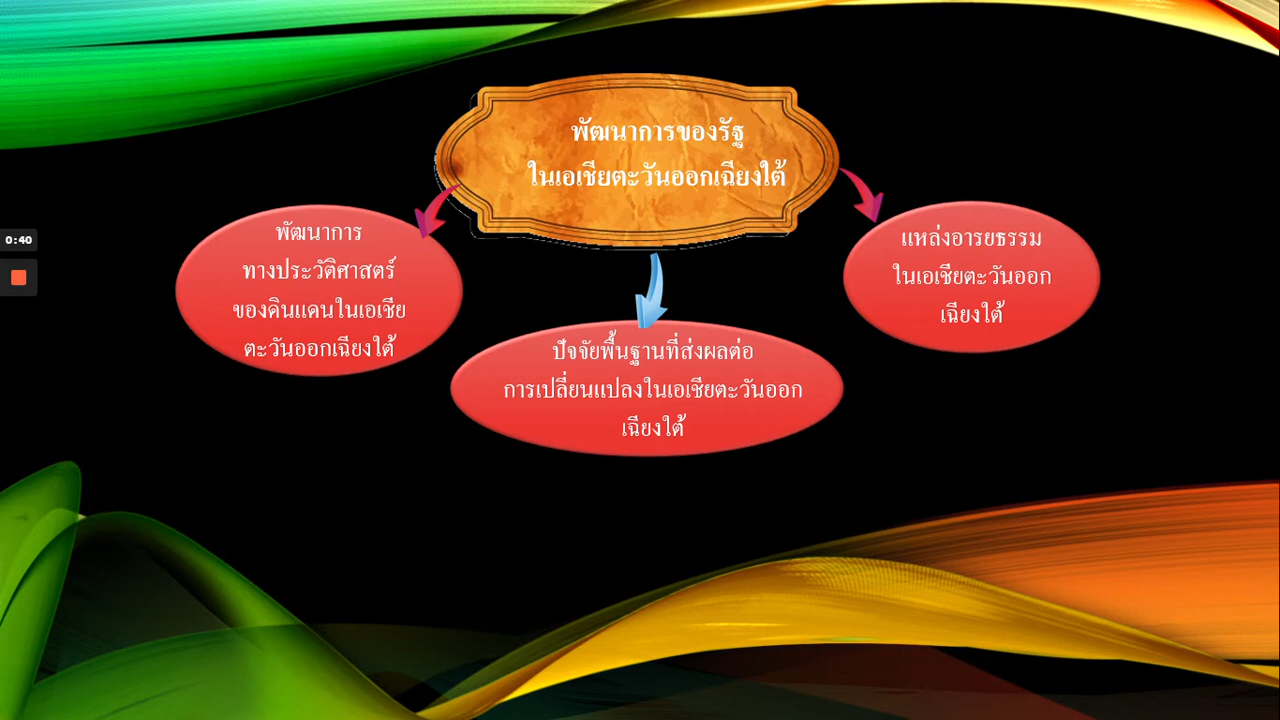 พัฒนาการของรัฐ
ในเอเชียตะวันออกเฉียงใต้
พัฒนาการ
ทางประวัติศาสตร์
ของดินแดนในเอเชีย
ตะวันออกเฉียงใต้
ปัจจัยพื้นฐานที่ส่งผลต่อ
การเปลี่ยนแปลงในเอเชียตะวันออก
เฉียงใต้
แหล่งอารยธรรม
ในเอเชียตะวันออก
เฉียงใต้
0:40